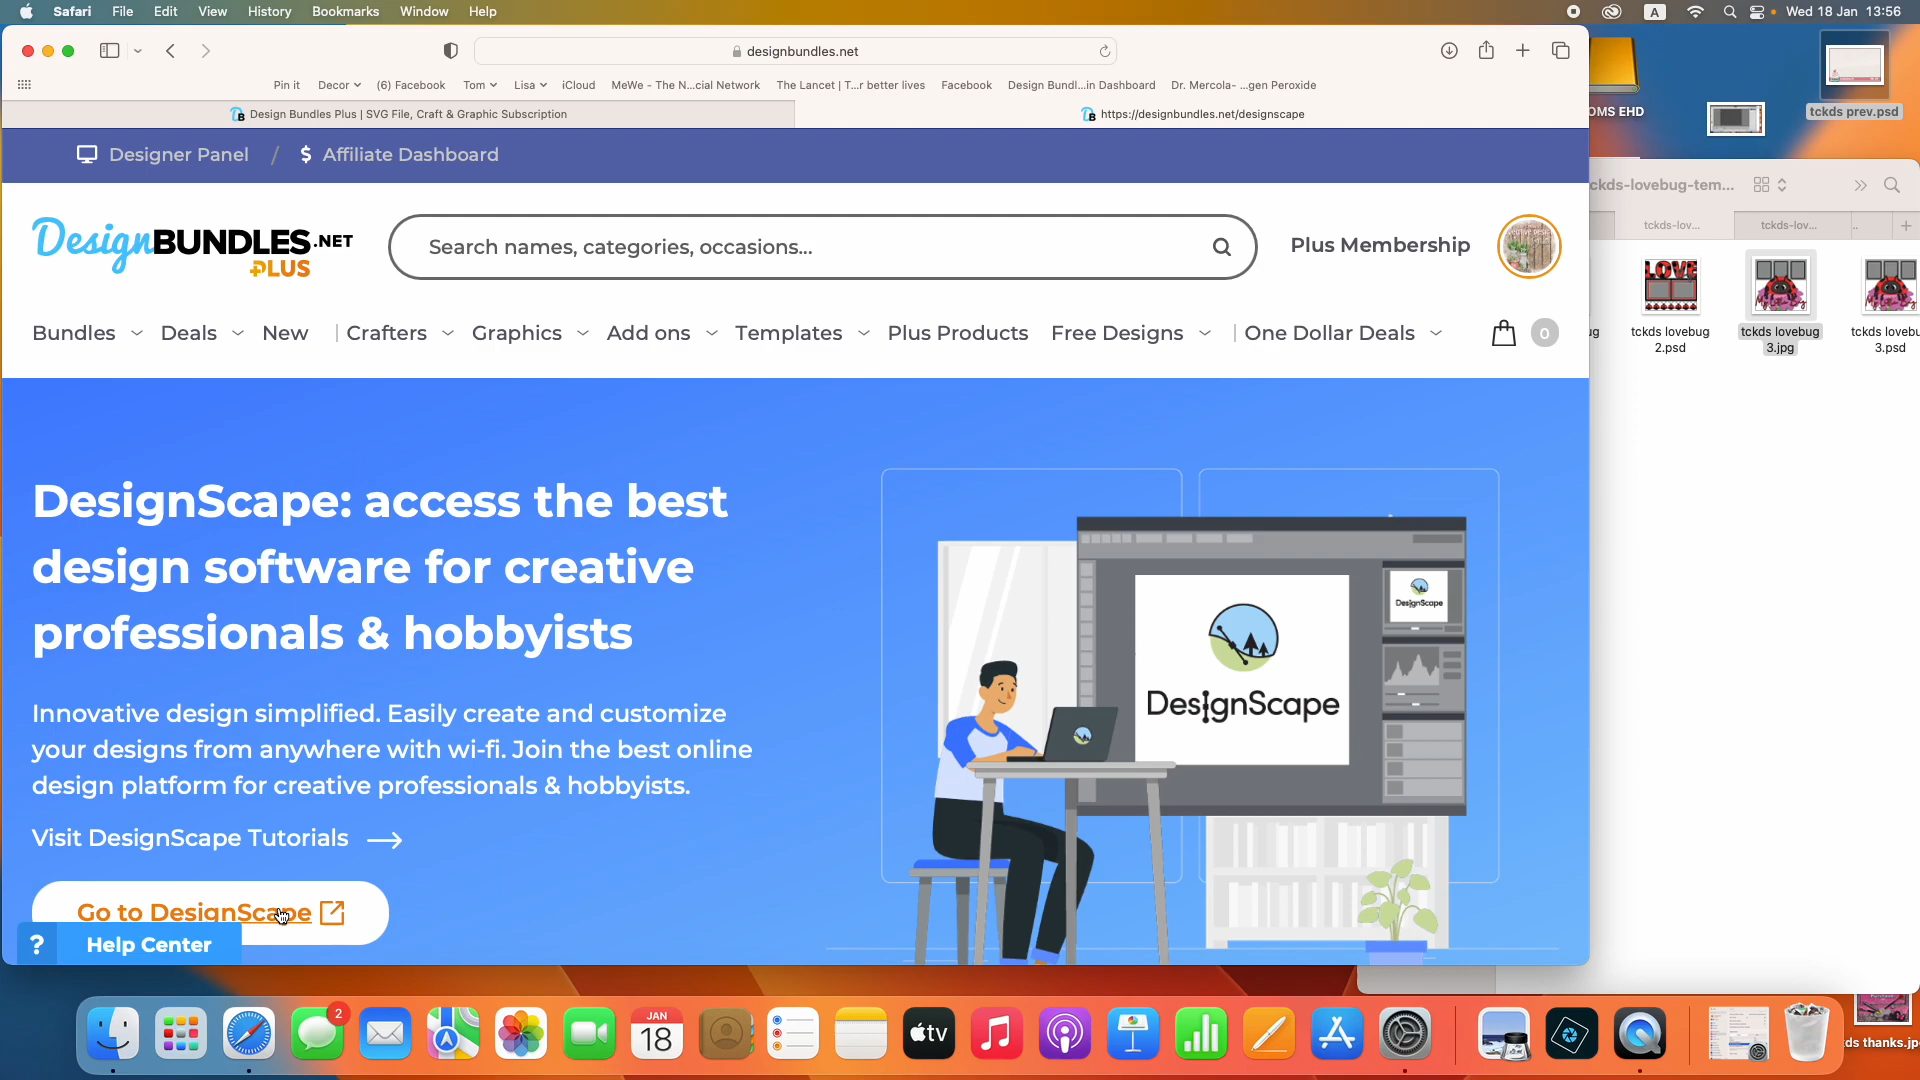 Safari File Edit View History Bookmarks Window Help
A
Wed 18 Jan 13:56
designbundles.net
Pin it Decor (6) Facebook Tom Lisa iCloud MeWe - The N...cial Network The Lancet | T...r better lives Facebook Design Bundl...in Dashboard Dr. Mercola- ...gen Peroxide
Design Bundles Plus | SVG File, Craft & Graphic Subscription
https://designbundles.net/designscape
Designer Panel / $ Affiliate Dashboard
DesignBUNDLES.NET
PLUS
Search names, categories, occasions...
Plus Membership
Bundles Deals New | Crafters Graphics Add ons Templates Plus Products Free Designs | One Dollar Deals 0
DesignScape: access the best
design software for creative
professionals & hobbyists
Innovative design simplified. Easily create and customize
your designs from anywhere with wi-fi. Join the best online
design platform for creative professionals & hobbyists.
Visit DesignScape Tutorials
Go to DesignScape
? Help Center
DesignScape
DesignScape
OMS EHD
tckds prev.psd
ckds-lovebug-tem...
tckds-lov...
tckds-lov...
LOVE
ug
tckds lovebug
2.psd
tckds lovebug
3.jpg
tckds lovebu
3.psd
2
JAN
18
tv
ds thanks.jp